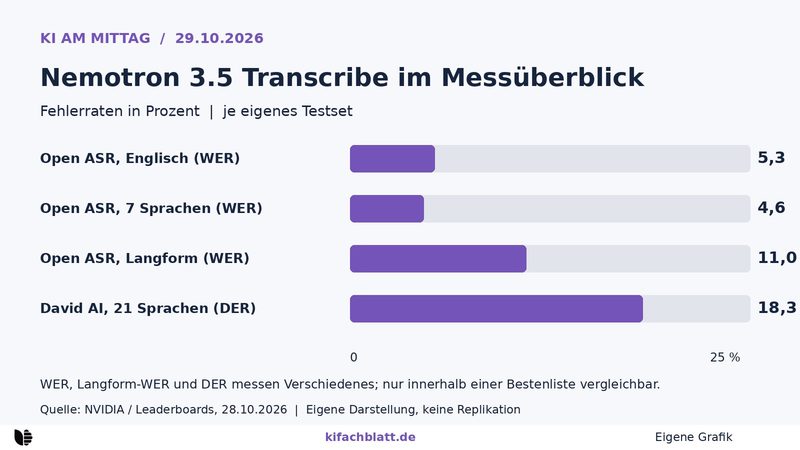 KI AM MITTAG / 29.10.2026
Nemotron 3.5 Transcribe im Messüberblick
Fehlerraten in Prozent | je eigenes Testset
Open ASR, Englisch (WER) 5,3
Open ASR, 7 Sprachen (WER) 4,6
Open ASR, Langform (WER) 11,0
David AI, 21 Sprachen (DER) 18,3
0 25 %
WER, Langform-WER und DER messen Verschiedenes; nur innerhalb einer Bestenliste vergleichbar.
Quelle: NVIDIA / Leaderboards, 28.10.2026 | Eigene Darstellung, keine Replikation
kifachblatt.de Eigene Grafik